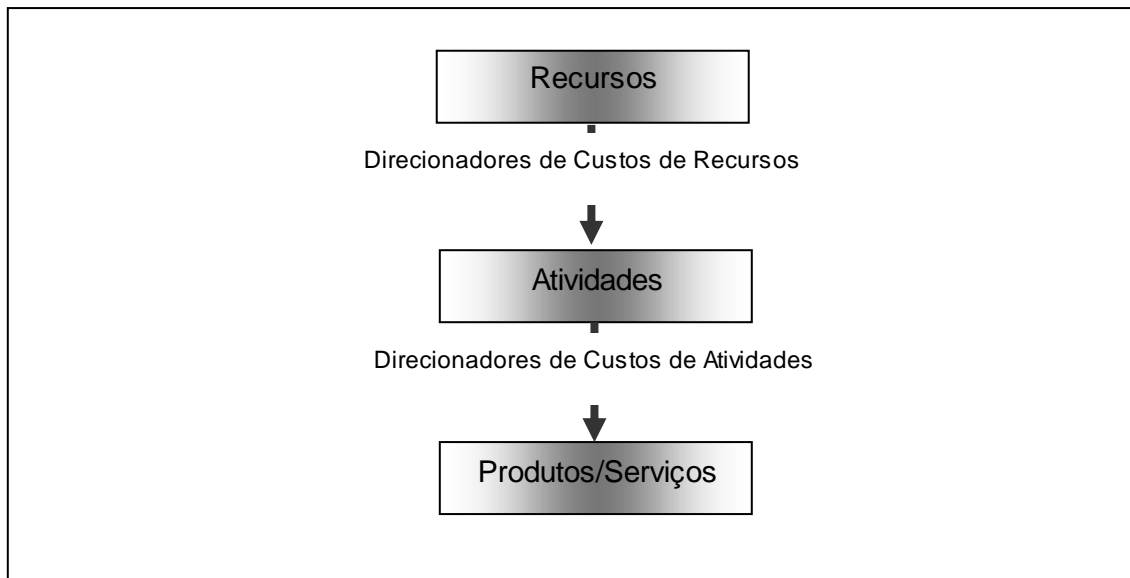 Recursos
Direcionadores de Custos de Recursos
Atividades
Direcionadores de Custos de Atividades
Produtos/Serviços